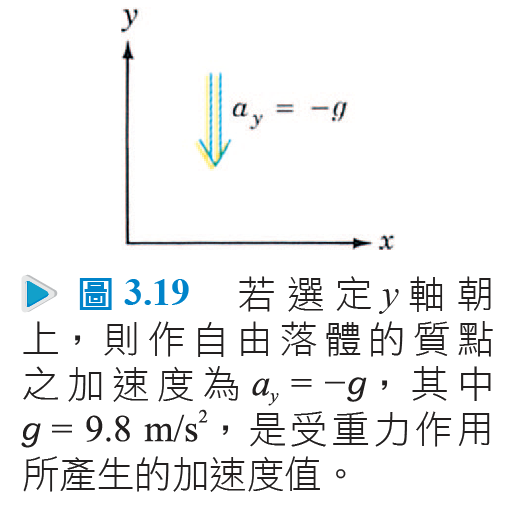 y
a_y = −g
x
圖 3.19 若選定y軸朝
上，則作自由落體的質點
之加速度為 a_y = −g，其中
g = 9.8 m/s²，是受重力作用
所產生的加速度值。